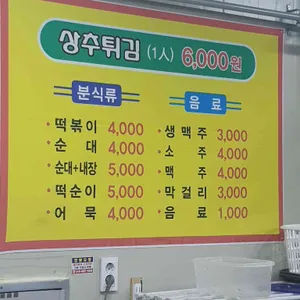 상추튀김 (1人) 6,000원
분식류
· 떡볶이 4,000
· 순 대 4,000
· 순대+내장 5,000
· 떡순이 5,000
· 어 묵 4,000
음 료
· 생맥주 3,000
· 소 주 4,000
· 맥 주 4,000
· 막걸리 3,000
· 음 료 1,000